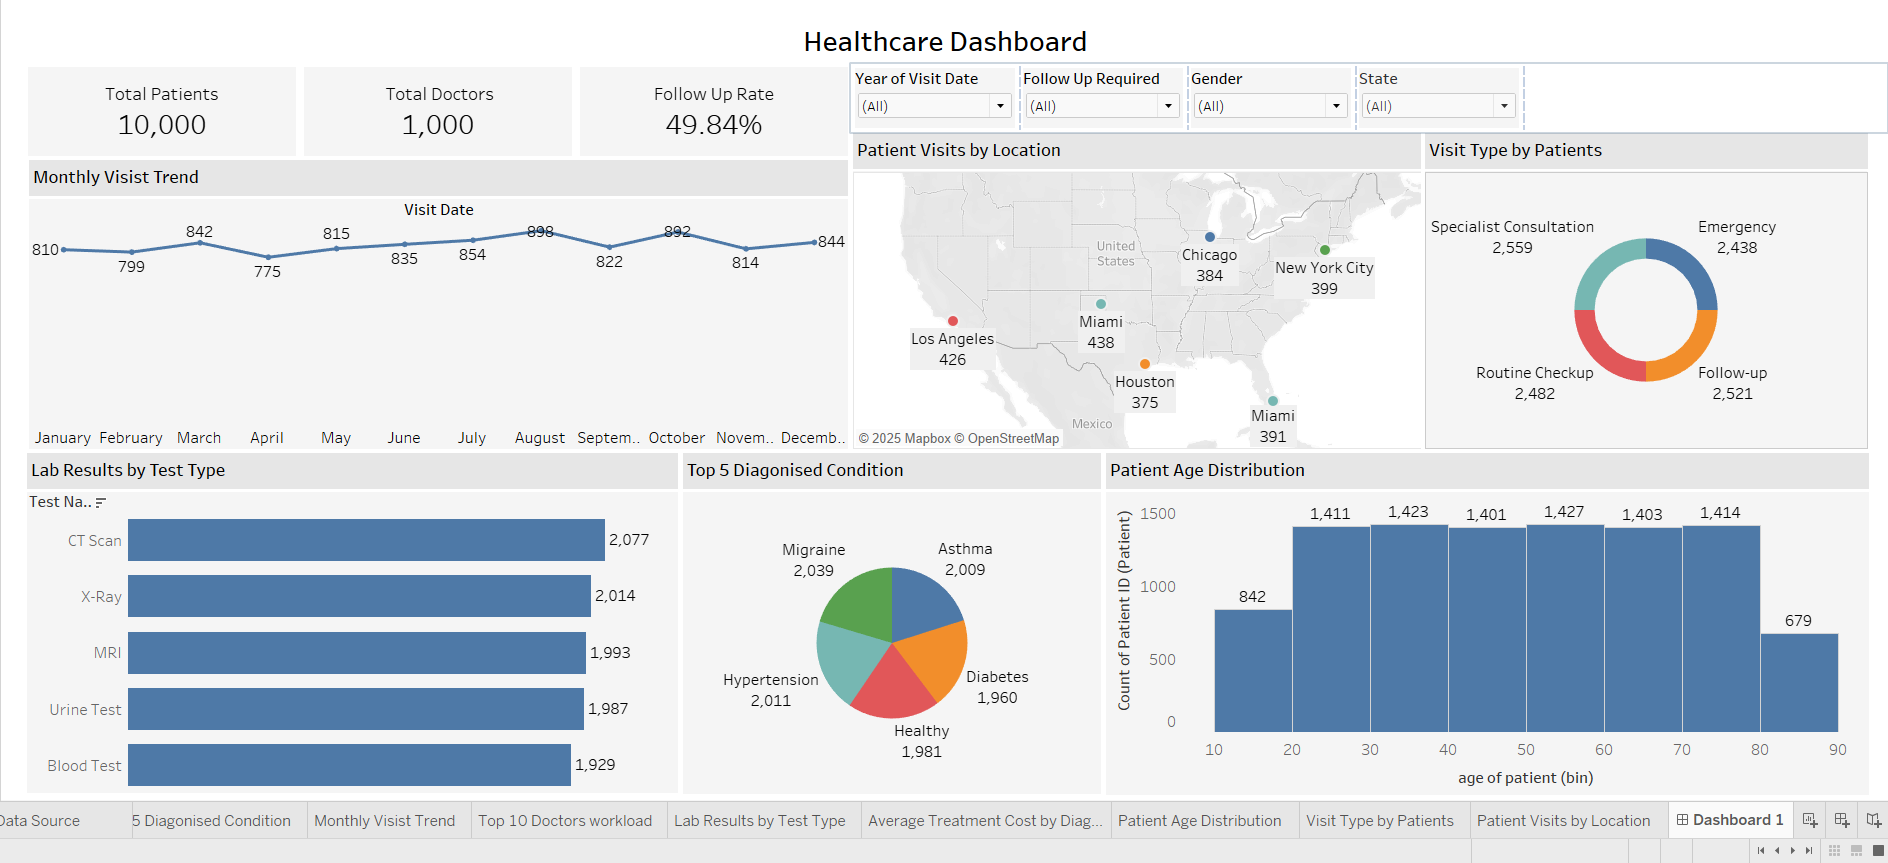 Healthcare Dashboard
Total Patients
10,000
Total Doctors
1,000
Follow Up Rate
49.84%
Year of Visit Date
(All)
Follow Up Required
(All)
Gender
(All)
State
(All)
Monthly Visist Trend
Visit Date
810
799
842
775
815
835
854
898
822
892
814
844
January February March April May June July August Septem.. October Novem.. Decemb..
Patient Visits by Location
United
States
Chicago
384
New York City
399
Miami
438
Los Angeles
426
Houston
375
Miami
391
Mexico
© 2025 Mapbox © OpenStreetMap
Visit Type by Patients
Specialist Consultation
2,559
Emergency
2,438
Routine Checkup
2,482
Follow-up
2,521
Lab Results by Test Type
Test Na..
CT Scan 2,077
X-Ray 2,014
MRI 1,993
Urine Test 1,987
Blood Test 1,929
Top 5 Diagonised Condition
Migraine
2,039
Asthma
2,009
Hypertension
2,011
Diabetes
1,960
Healthy
1,981
Patient Age Distribution
Count of Patient ID (Patient)
1500
1000
500
0
842
1,411
1,423
1,401
1,427
1,403
1,414
679
10 20 30 40 50 60 70 80 90
age of patient (bin)
Data Source
5 Diagonised Condition
Monthly Visist Trend
Top 10 Doctors workload
Lab Results by Test Type
Average Treatment Cost by Diag...
Patient Age Distribution
Visit Type by Patients
Patient Visits by Location
Dashboard 1